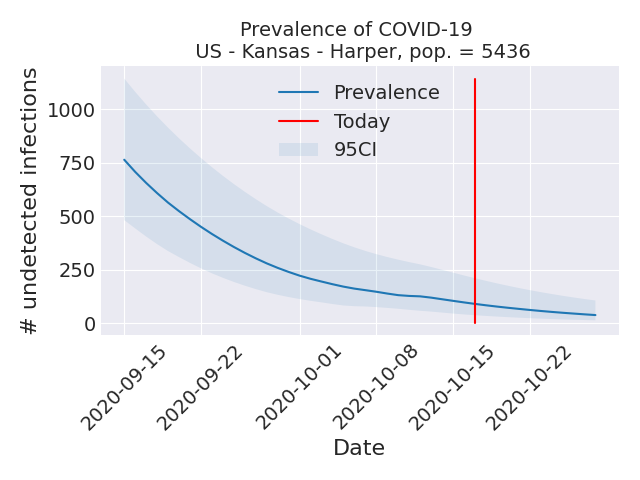 Prevalence of COVID-19
US - Kansas - Harper, pop. = 5436
# undetected infections
1000
750
500
250
0
Prevalence
Today
95CI
2020-09-15
2020-09-22
2020-10-01
2020-10-08
2020-10-15
2020-10-22
Date